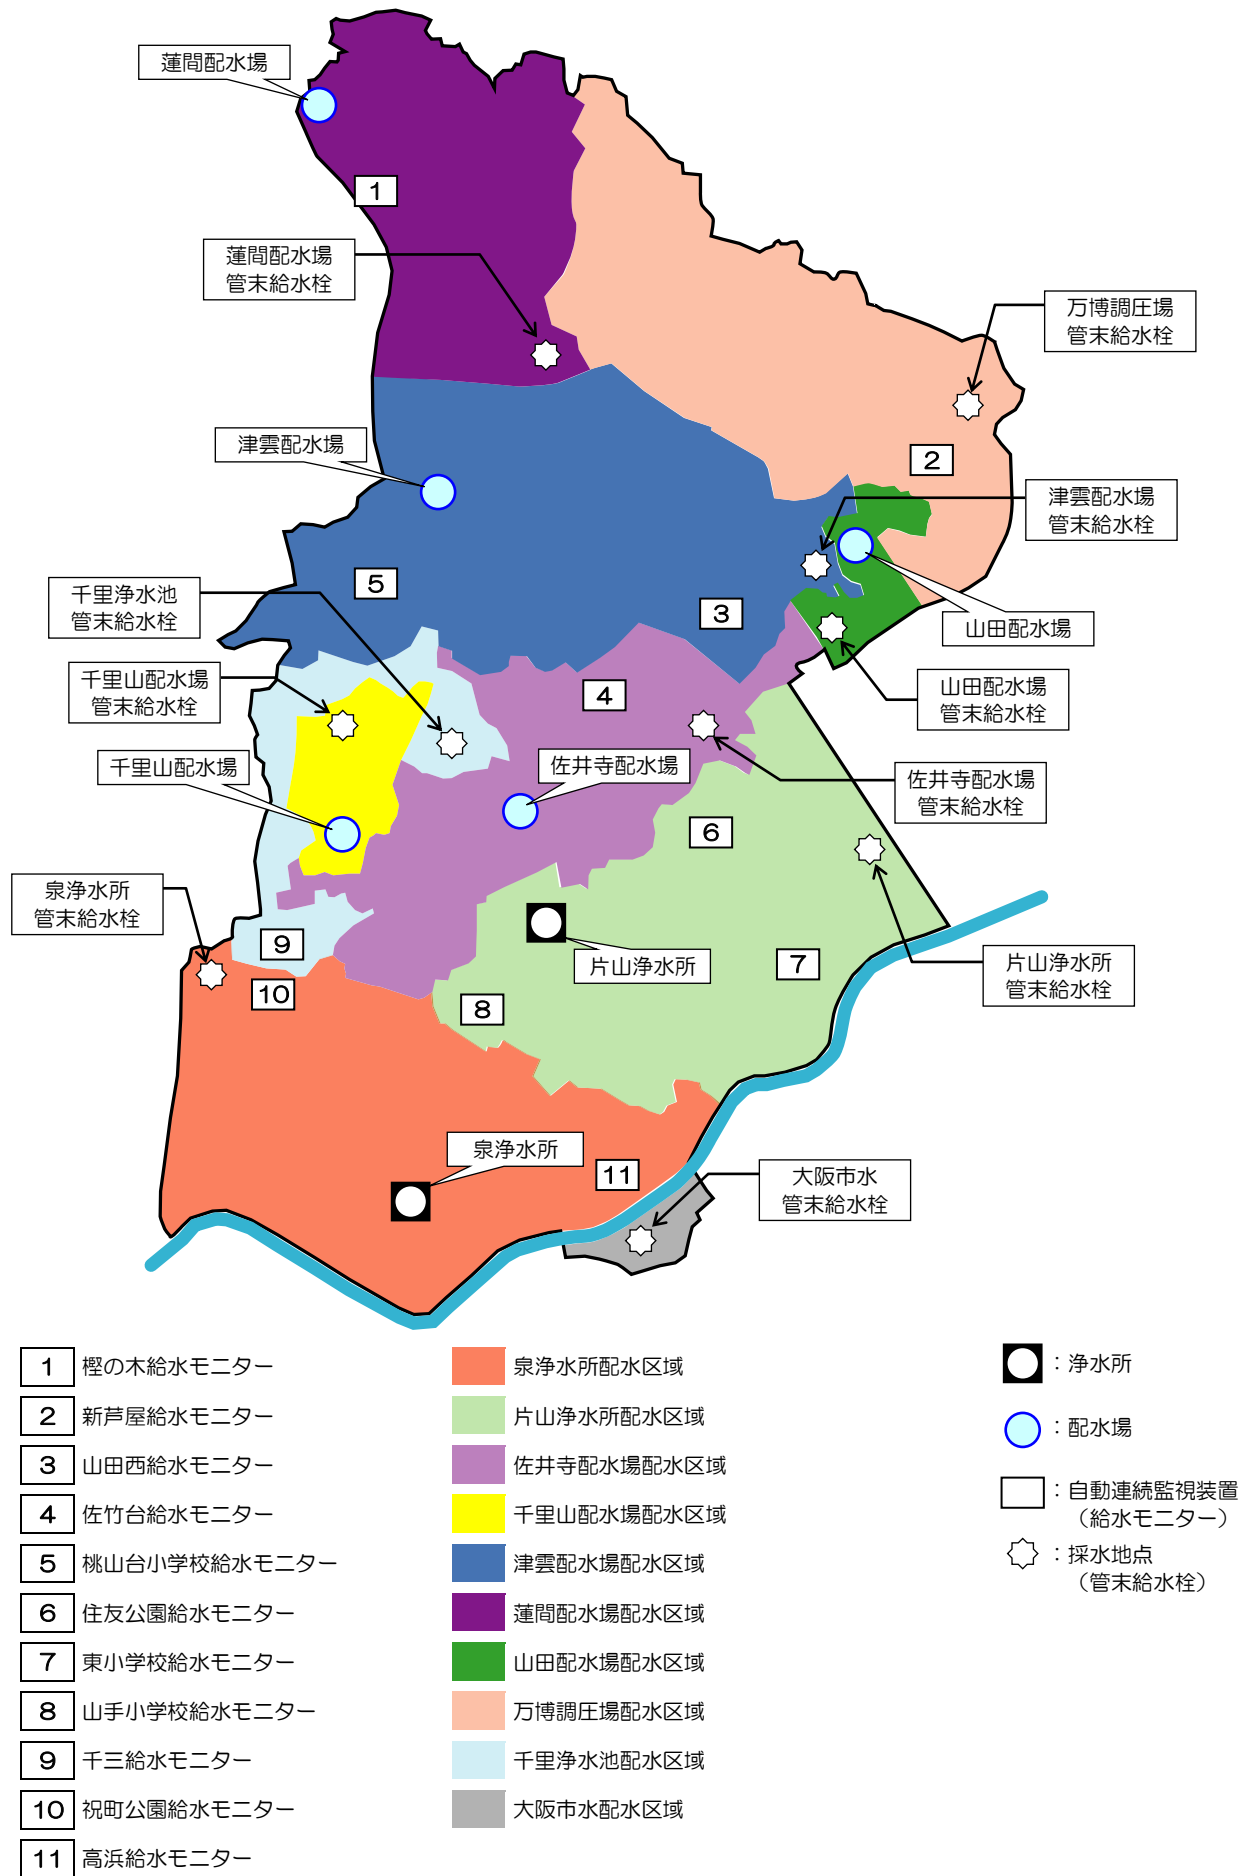 蓮間配水場
1
蓮間配水場
管末給水栓
万博調圧場
管末給水栓
津雲配水場
2
津雲配水場
管末給水栓
5
千里浄水池
管末給水栓
3
山田配水場
千里山配水場
管末給水栓
4
山田配水場
管末給水栓
千里山配水場
佐井寺配水場
佐井寺配水場
管末給水栓
6
泉浄水所
管末給水栓
9
片山浄水所
7
片山浄水所
管末給水栓
10
8
泉浄水所
11
大阪市水
管末給水栓
1 樫の木給水モニター
2 新芦屋給水モニター
3 山田西給水モニター
4 佐竹台給水モニター
5 桃山台小学校給水モニター
6 住友公園給水モニター
7 東小学校給水モニター
8 山手小学校給水モニター
9 千三給水モニター
10 祝町公園給水モニター
11 高浜給水モニター
泉浄水所配水区域
片山浄水所配水区域
佐井寺配水場配水区域
千里山配水場配水区域
津雲配水場配水区域
蓮間配水場配水区域
山田配水場配水区域
万博調圧場配水区域
千里浄水池配水区域
大阪市水配水区域
：浄水所
：配水場
：自動連続監視装置
（給水モニター）
：採水地点
（管末給水栓）